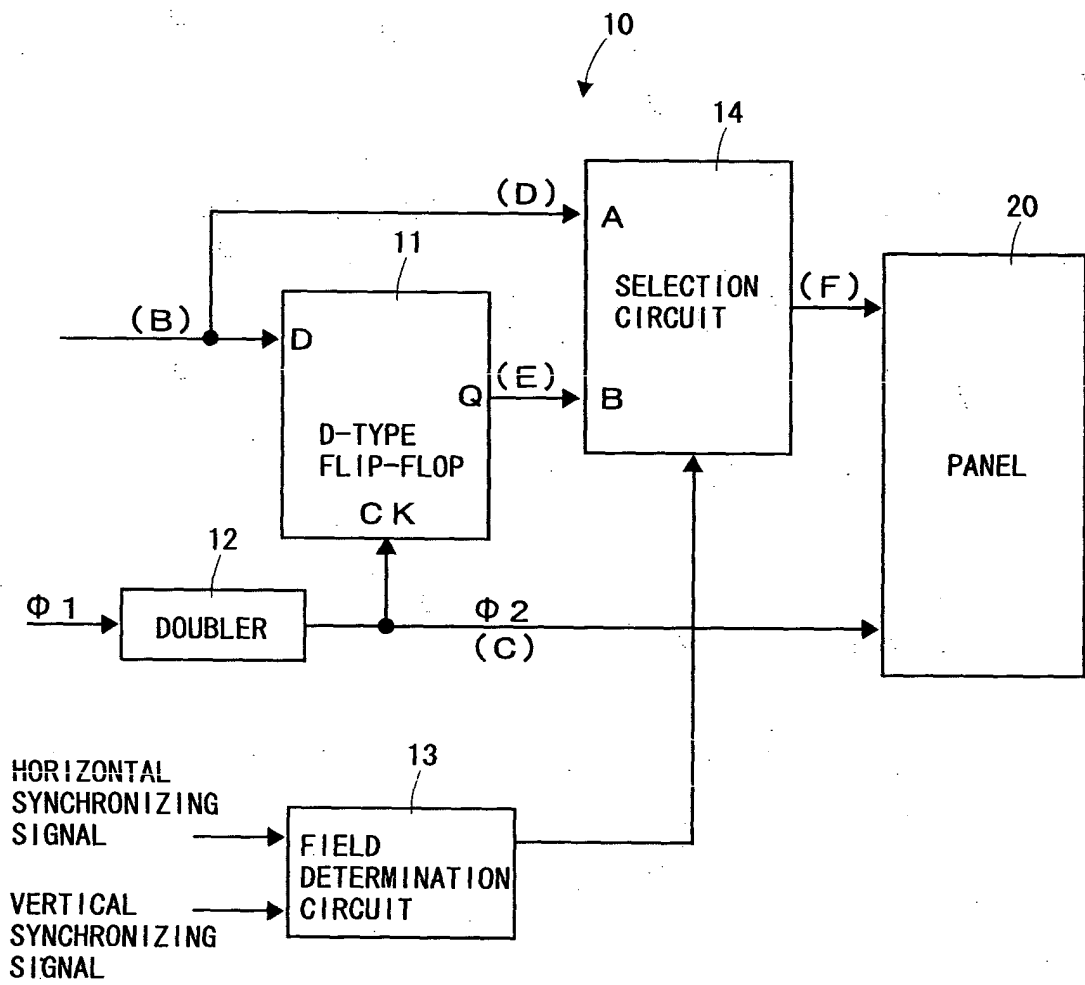 10
14
(D)
A
20
11
SELECTION
CIRCUIT
(F)
(B)
D
(E)
Q
B
D-TYPE
FLIP-FLOP
PANEL
CK
12
Φ1
DOUBLER
Φ2
(C)
HORIZONTAL
SYNCHRONIZING
SIGNAL
13
FIELD
DETERMINATION
CIRCUIT
VERTICAL
SYNCHRONIZING
SIGNAL